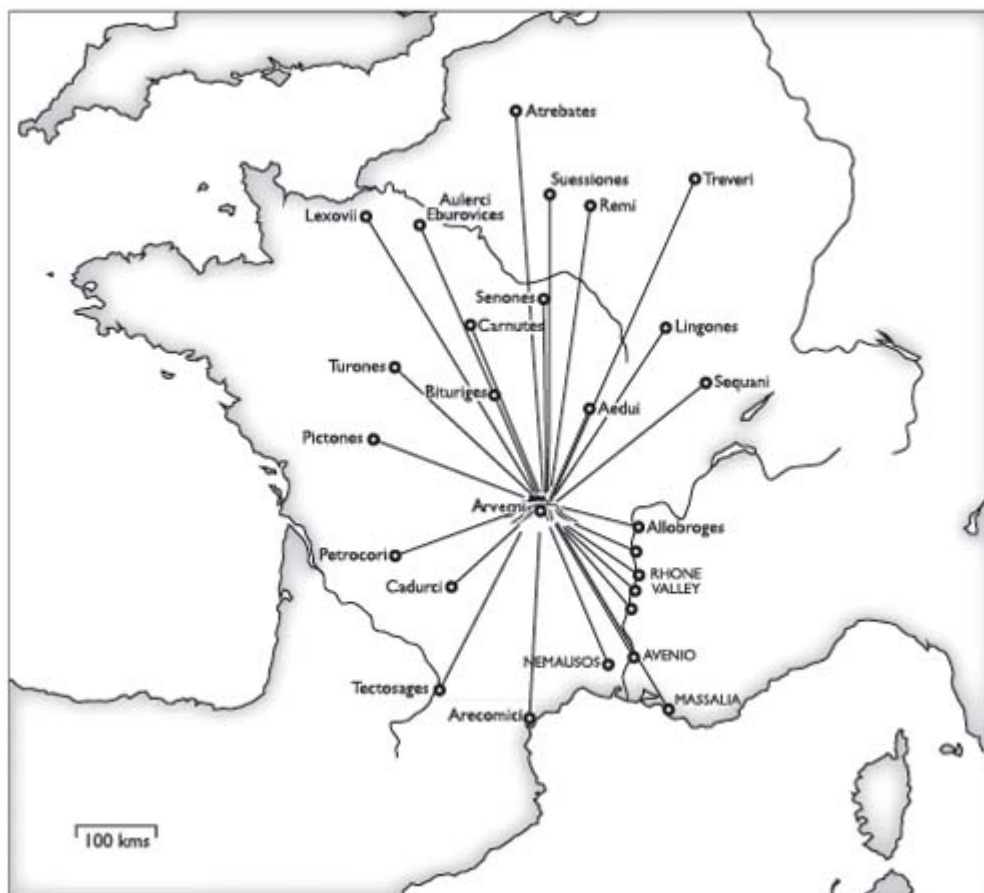 Atrebates
Suessiones
Treveri
Remi
Aulerci
Eburovices
Lexovii
Senones
Carnutes
Lingones
Turones
Bituriges
Sequani
Aedui
Pictones
Arverni
Allobroges
Petrocori
RHONE
VALLEY
Cadurci
NEMAUSOS
AVENIO
Tectosages
MASSALIA
Arecomici
100 kms